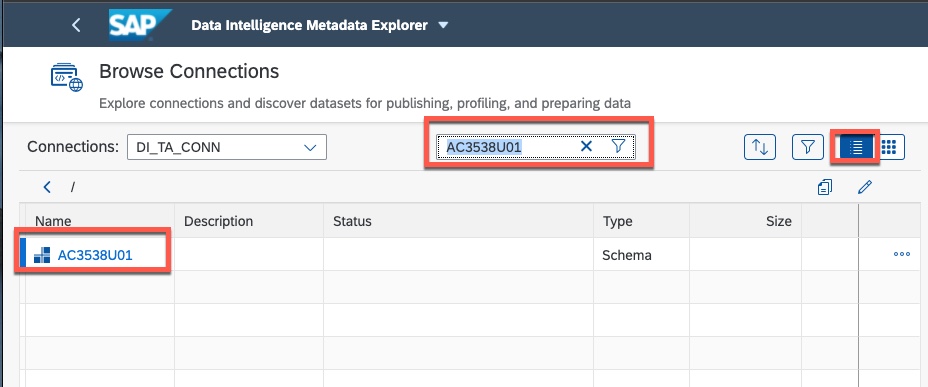 SAP Data Intelligence Metadata Explorer
Browse Connections
Explore connections and discover datasets for publishing, profiling, and preparing data
Connections: DI_TA_CONN AC3538U01
/
Name Description Status Type Size
AC3538U01 Schema